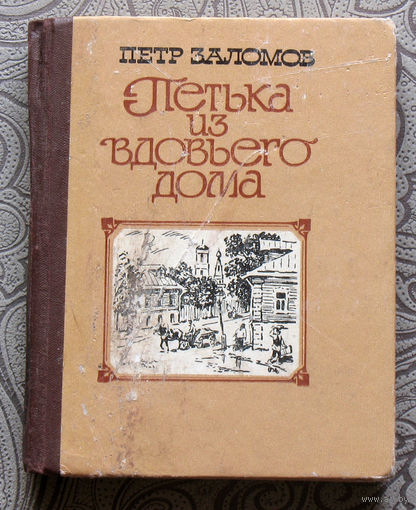 ПЕТР ЗАЛОМОВ
Петька
из
вдовьего
дома